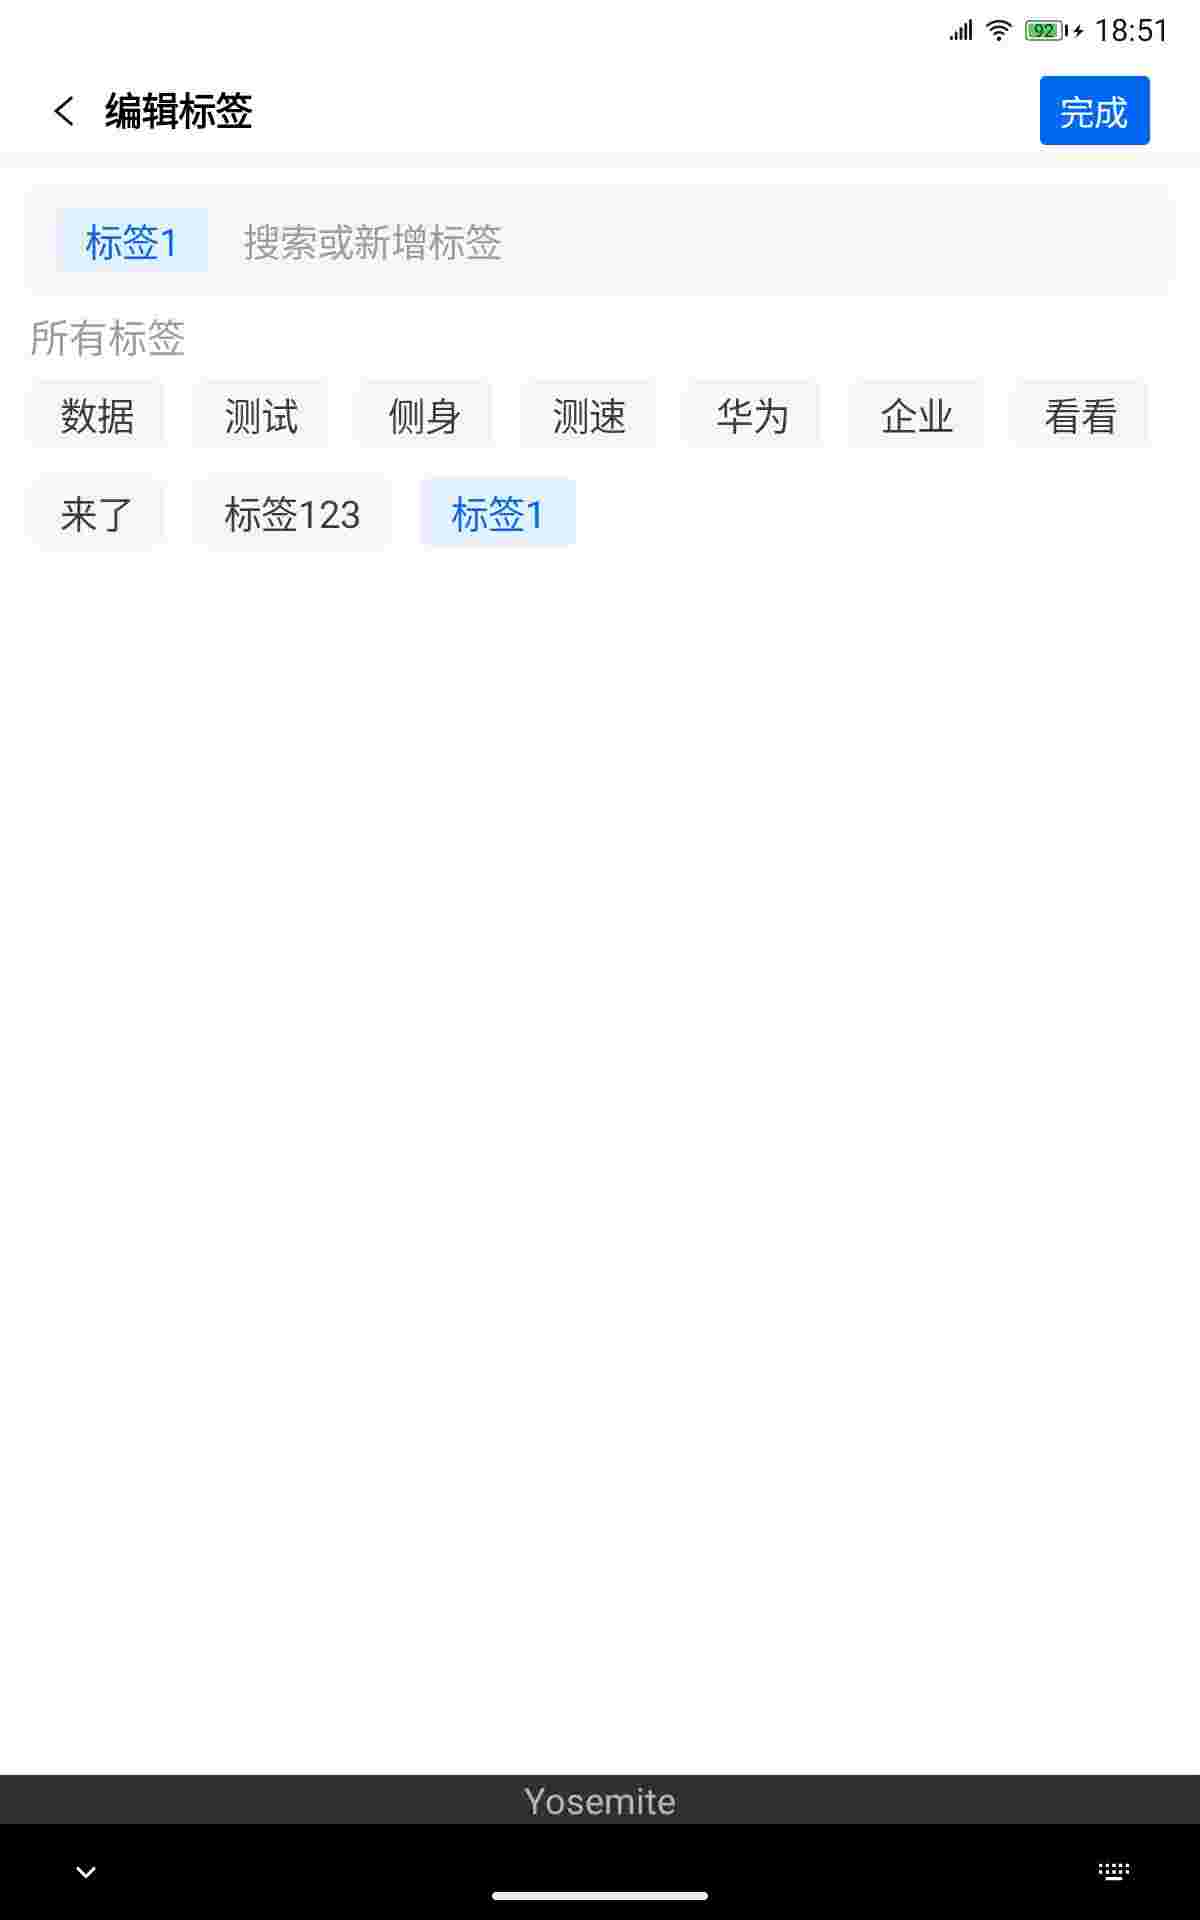 92 18:51
编辑标签 完成
标签1 搜索或新增标签
所有标签
数据 测试 侧身 测速 华为 企业 看看
来了 标签123 标签1
Yosemite